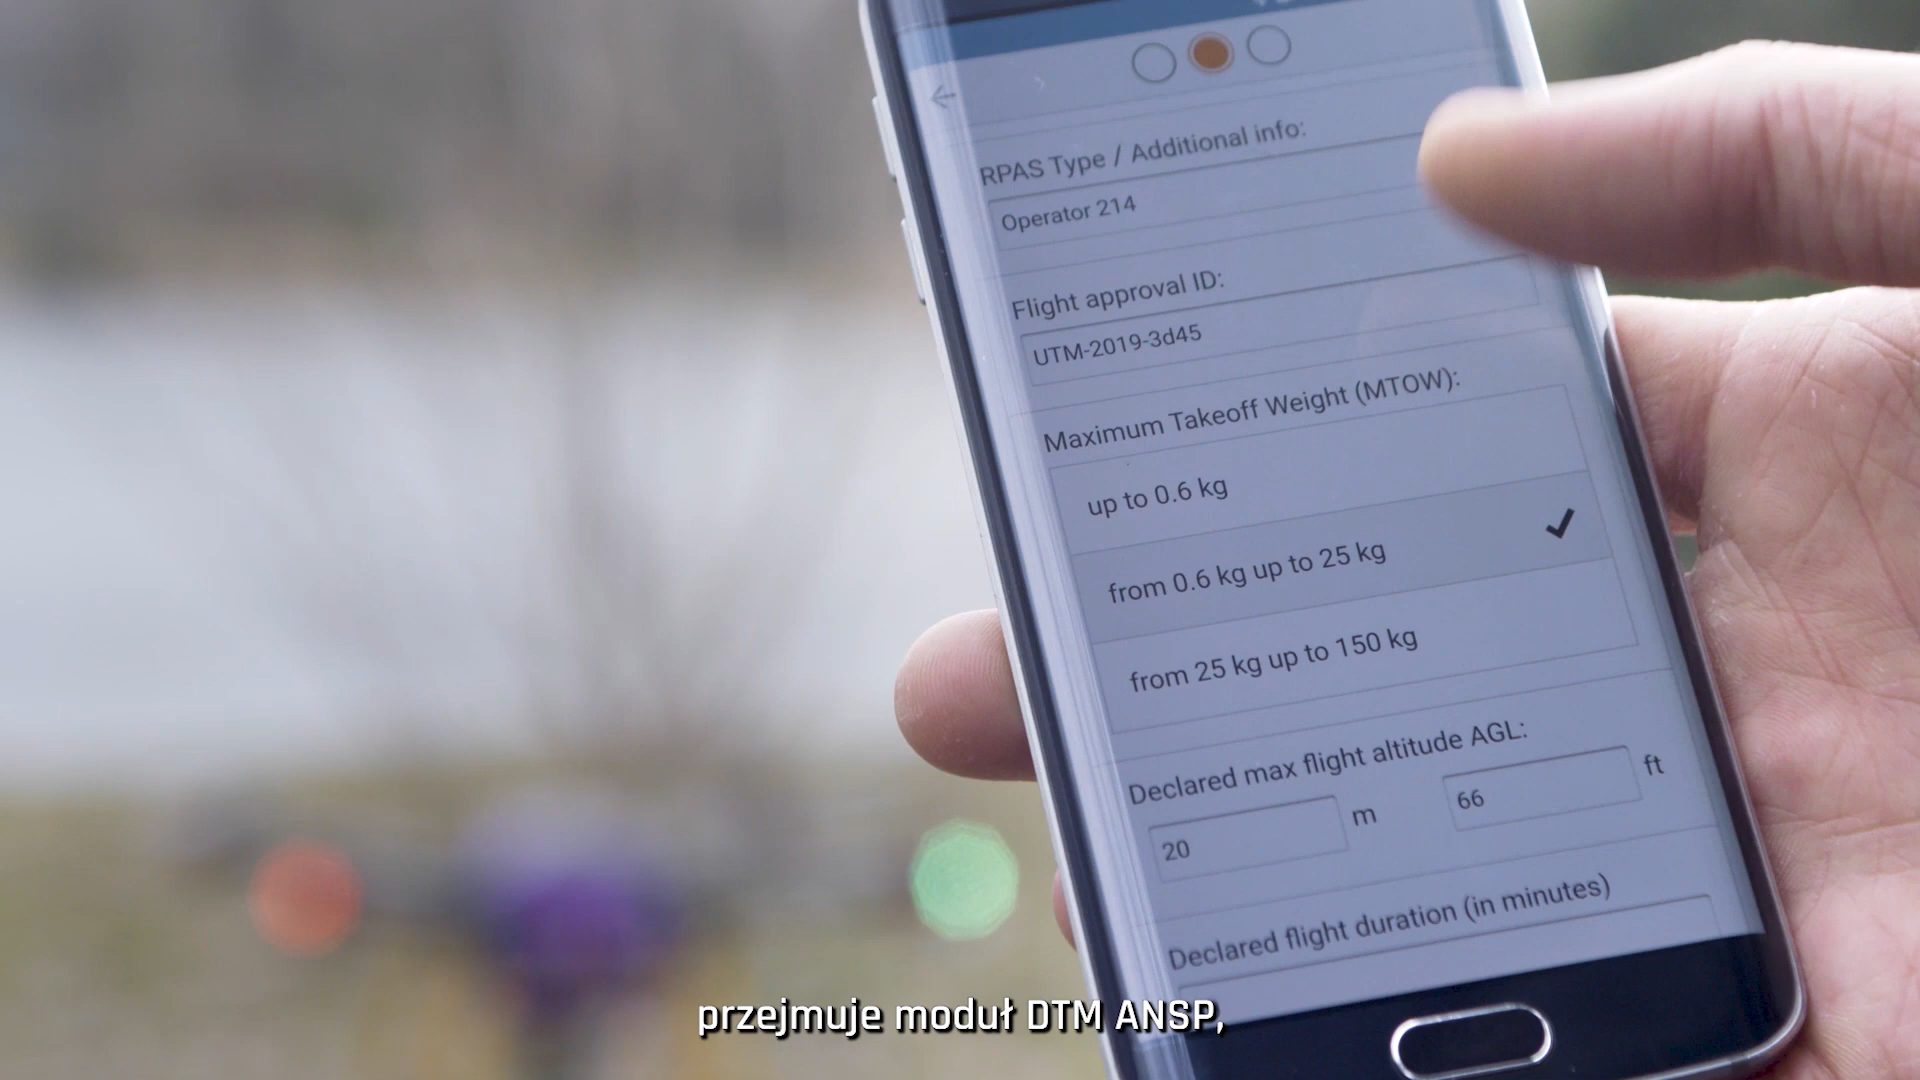 RPAS Type / Additional info:
Operator 214
Flight approval ID:
UTM-2019-3d45
Maximum Takeoff Weight (MTOW):
up to 0.6 kg
from 0.6 kg up to 25 kg
from 25 kg up to 150 kg
Declared max flight altitude AGL:
20 m 66 ft
Declared flight duration (in minutes)
przejmuje moduł DTM ANSP,